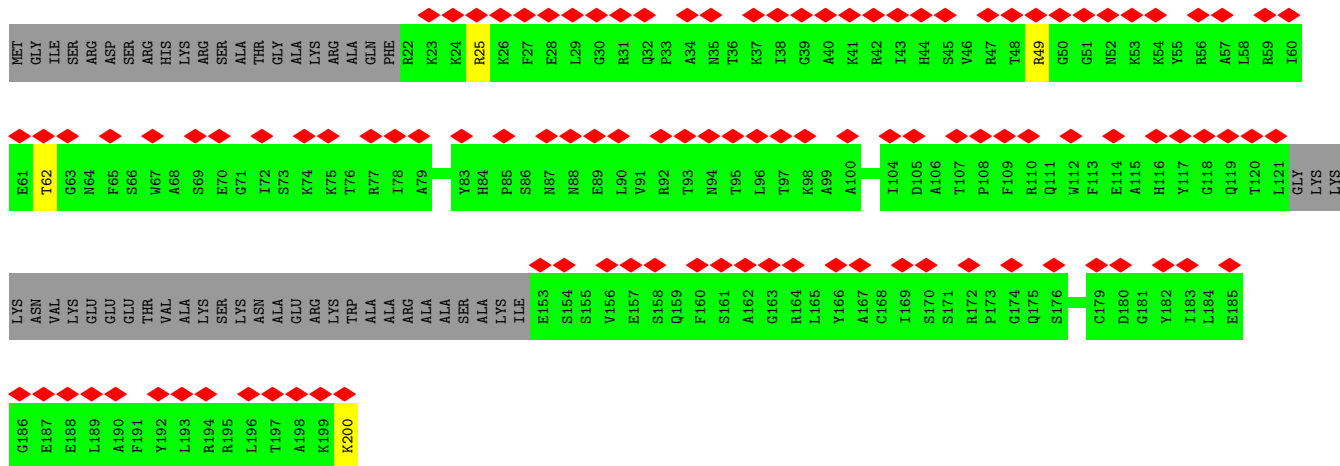 MET GLY ILE SER ARG ASP SER ARG HIS LYS ARG SER ALA THR GLY ALA LYS ARG ALA GLN PHE R22 K23 K24 R25 K26 F27 E28 L29 G30 R31 Q32 P33 A34 N35 T36 K37 I38 G39 A40 K41 R42 I43 H44 S45 V46 R47 T48 R49 G50 G51 N52 K53 K54 Y55 R56 A57 L58 R59 I60
E61 T62 G63 N64 F65 S66 W67 A68 S69 E70 G71 I72 S73 K74 K75 T76 R77 I78 A79 Y83 H84 P85 S86 N87 N88 E89 L90 V91 R92 T93 N94 T95 L96 T97 K98 A99 A100 I104 D105 A106 T107 P108 F109 R110 Q111 W112 F113 E114 A115 H116 Y117 G118 Q119 T120 L121 GLY LYS LYS
LYS ASN VAL LYS GLU GLU GLU THR VAL ALA LYS SER LYS ASN ALA GLU ARG LYS TRP ALA ALA ARG ALA ALA SER ALA LYS ILE E153 S154 S155 V156 E157 S158 Q159 F160 S161 A162 G163 R164 L165 Y166 A167 C168 I169 S170 S171 R172 P173 G174 Q175 S176 C179 D180 G181 Y182 I183 L184 E185
G186 E187 E188 L189 A190 F191 Y192 L193 R194 R195 L196 T197 A198 K199 K200